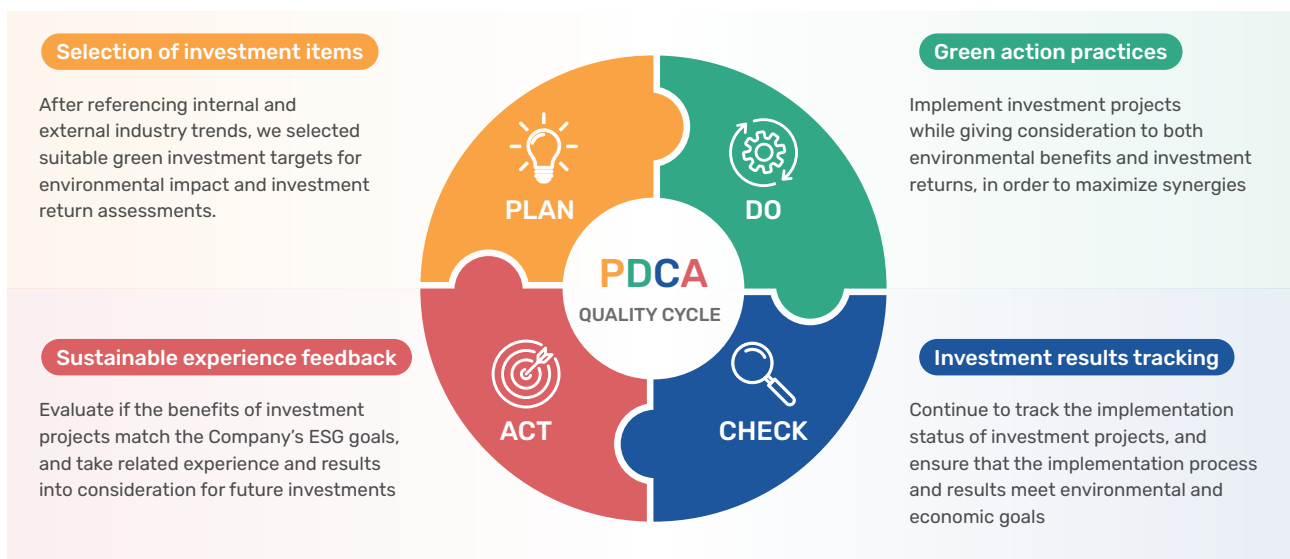 Selection of investment items
After referencing internal and
external industry trends, we selected
suitable green investment targets for
environmental impact and investment
return assessments.
Green action practices
Implement investment projects
while giving consideration to both
environmental benefits and investment
returns, in order to maximize synergies
PLAN
DO
PDCA
QUALITY CYCLE
ACT
CHECK
Sustainable experience feedback
Evaluate if the benefits of investment
projects match the Company’s ESG goals,
and take related experience and results
into consideration for future investments
Investment results tracking
Continue to track the implementation
status of investment projects, and
ensure that the implementation process
and results meet environmental and
economic goals